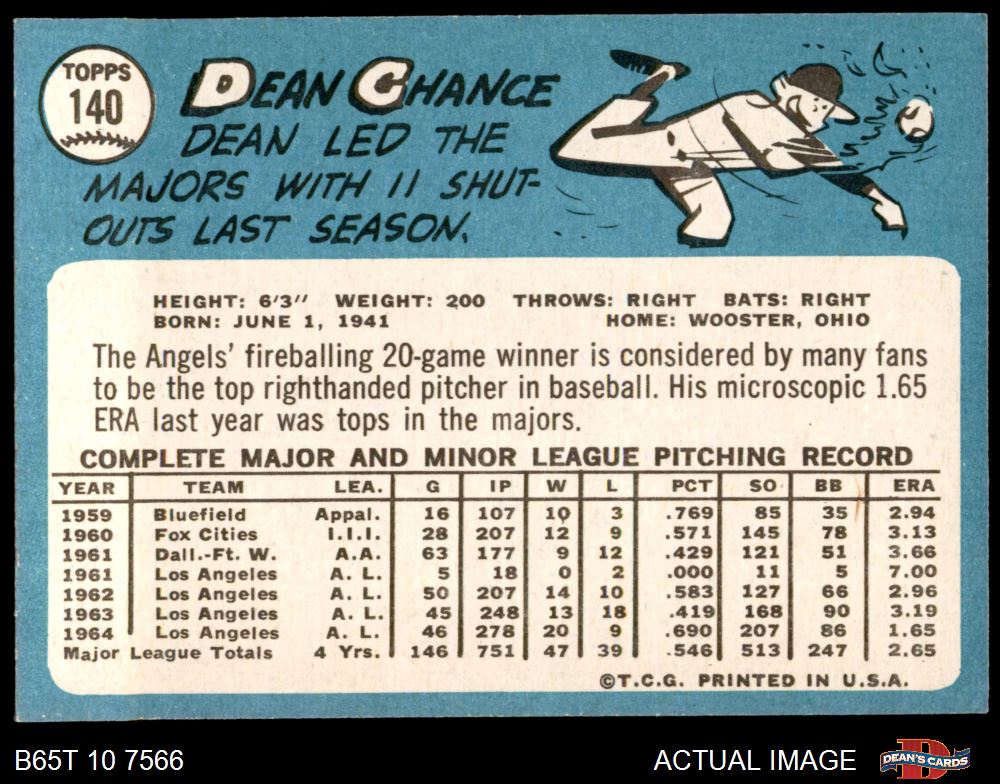 TOPPS
140
DEAN CHANCE
DEAN LED THE
MAJORS WITH 11 SHUT-
OUTS LAST SEASON.
HEIGHT: 6'3" WEIGHT: 200 THROWS: RIGHT BATS: RIGHT
BORN: JUNE 1, 1941 HOME: WOOSTER, OHIO
The Angels' fireballing 20-game winner is considered by many fans
to be the top righthanded pitcher in baseball. His microscopic 1.65
ERA last year was tops in the majors.
COMPLETE MAJOR AND MINOR LEAGUE PITCHING RECORD
YEAR TEAM LEA. G IP W L PCT SO BB ERA
1959 Bluefield Appal. 16 107 10 3 .769 85 35 2.94
1960 Fox Cities I.I.I. 28 207 12 9 .571 145 78 3.13
1961 Dall.-Ft. W. A.A. 63 177 9 12 .429 121 51 3.66
1961 Los Angeles A. L. 5 18 0 2 .000 11 5 7.00
1962 Los Angeles A. L. 50 207 14 10 .583 127 66 2.96
1963 Los Angeles A. L. 45 248 13 18 .419 168 90 3.19
1964 Los Angeles A. L. 46 278 20 9 .690 207 86 1.65
Major League Totals 4 Yrs. 146 751 47 39 .546 513 247 2.65
©T.C.G. PRINTED IN U.S.A.
B65T 10 7566 ACTUAL IMAGE DEAN'S CARDS